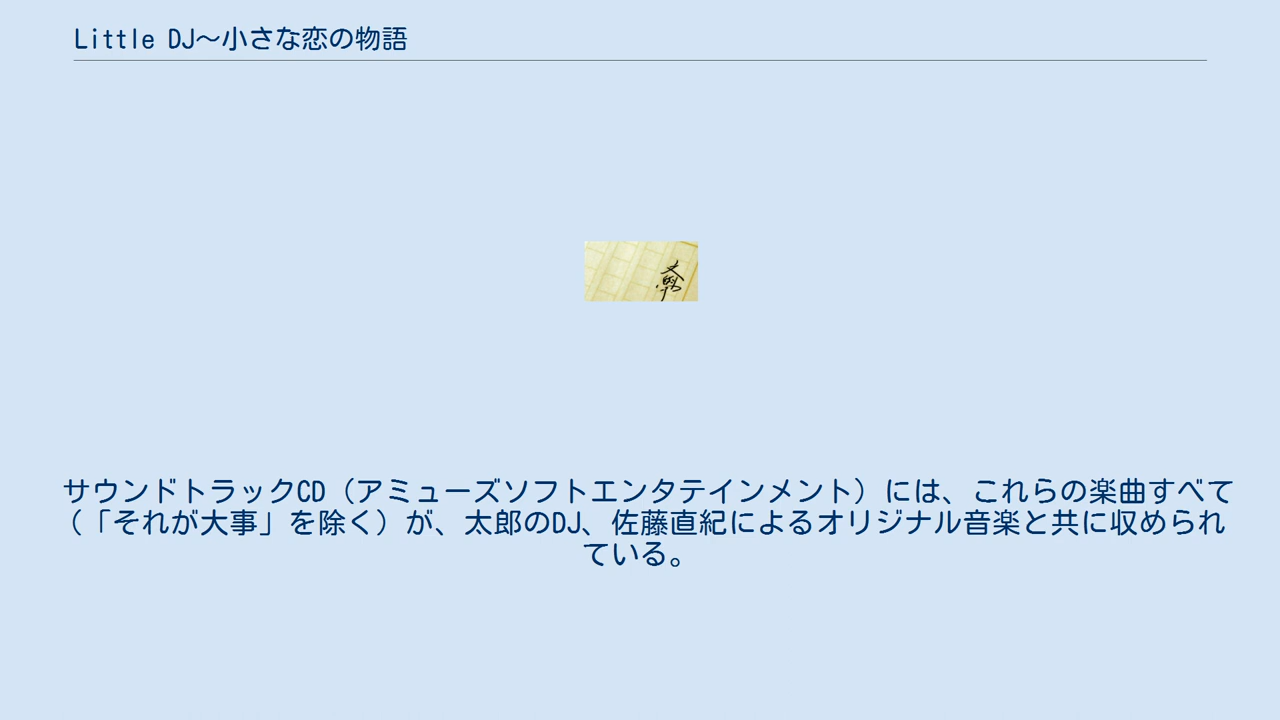 Little DJ〜小さな恋の物語
サウンドトラックCD（アミューズソフトエンタテインメント）には、これらの楽曲すべて
（「それが大事」を除く）が、太郎のDJ、佐藤直紀によるオリジナル音楽と共に収められ
ている。